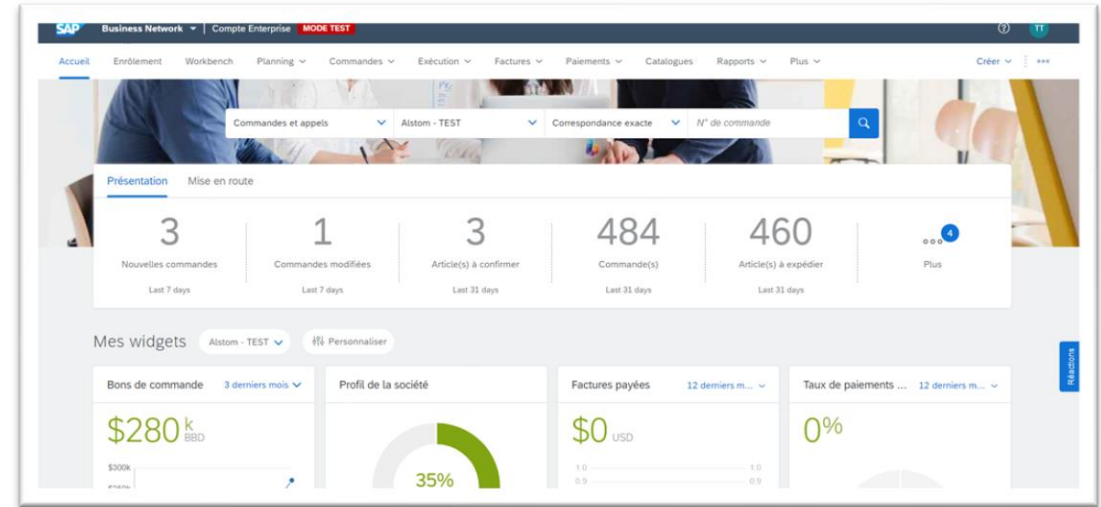 SAP Business Network Compte Enterprise MODE TEST TT
Accueil Enrôlement Workbench Planning Commandes Exécution Factures Paiements Catalogues Rapports Plus Créer
Commandes et appels Alstom - TEST Correspondance exacte N° de commande
Présentation Mise en route
3 1 3 484 460 4
Nouvelles commandes Commandes modifiées Article(s) à confirmer Commande(s) Article(s) à expédier Plus
Last 7 days Last 7 days Last 31 days Last 31 days Last 31 days
Mes widgets Alstom - TEST Personnaliser
Réactions
Bons de commande 3 derniers mois Profil de la société Factures payées 12 derniers m... Taux de paiements ... 12 derniers m...
$280 k BBD $0 USD 0%
$300k 35% 1.0 1.0
0.9 0.9